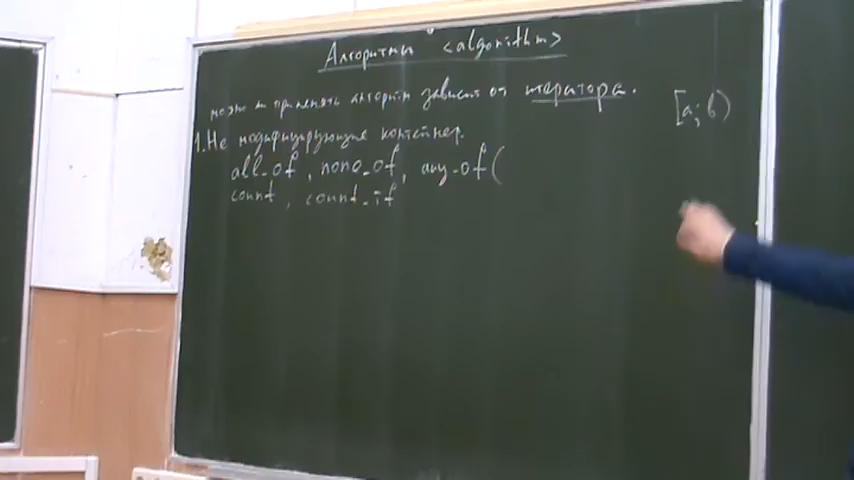 Алгоритмы <algorithm>
можно ли применять алгоритм зависит от итератора. [a; b)
1. Не модифицирующие контейнер.
all_of, none_of, any_of(
count, count_if